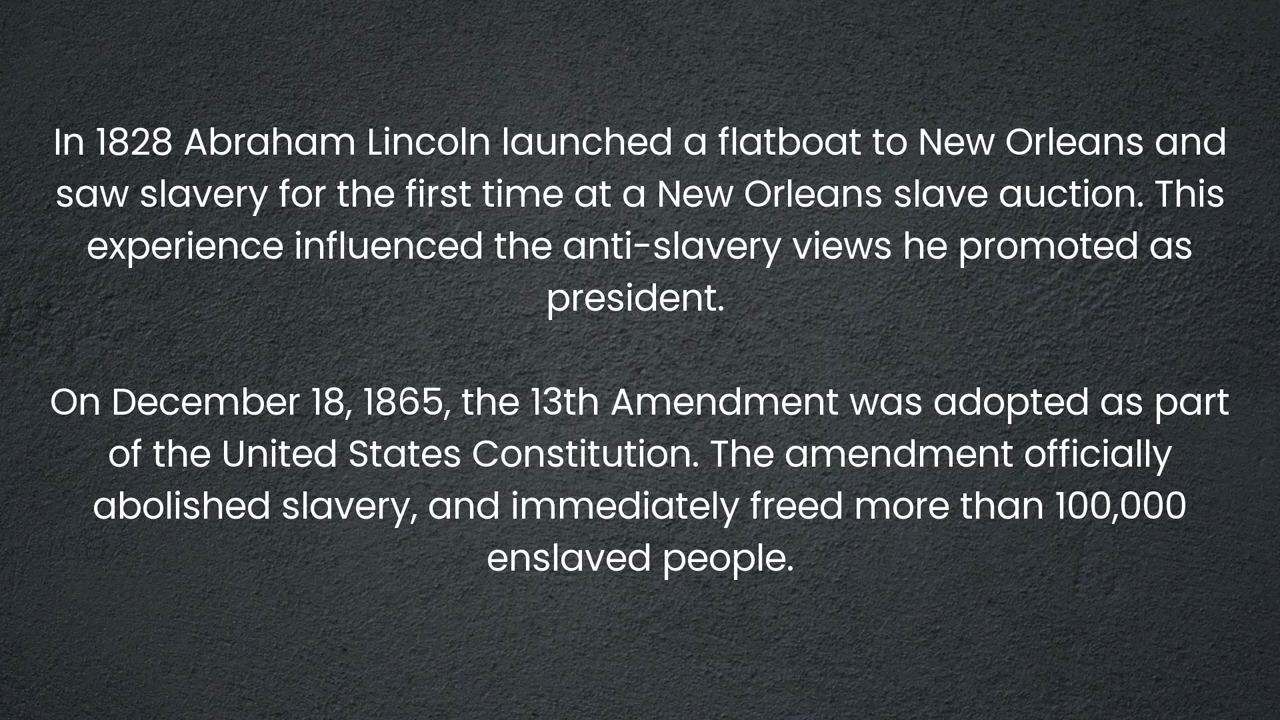 In 1828 Abraham Lincoln launched a flatboat to New Orleans and
saw slavery for the first time at a New Orleans slave auction. This
experience influenced the anti-slavery views he promoted as
president.
On December 18, 1865, the 13th Amendment was adopted as part
of the United States Constitution. The amendment officially
abolished slavery, and immediately freed more than 100,000
enslaved people.